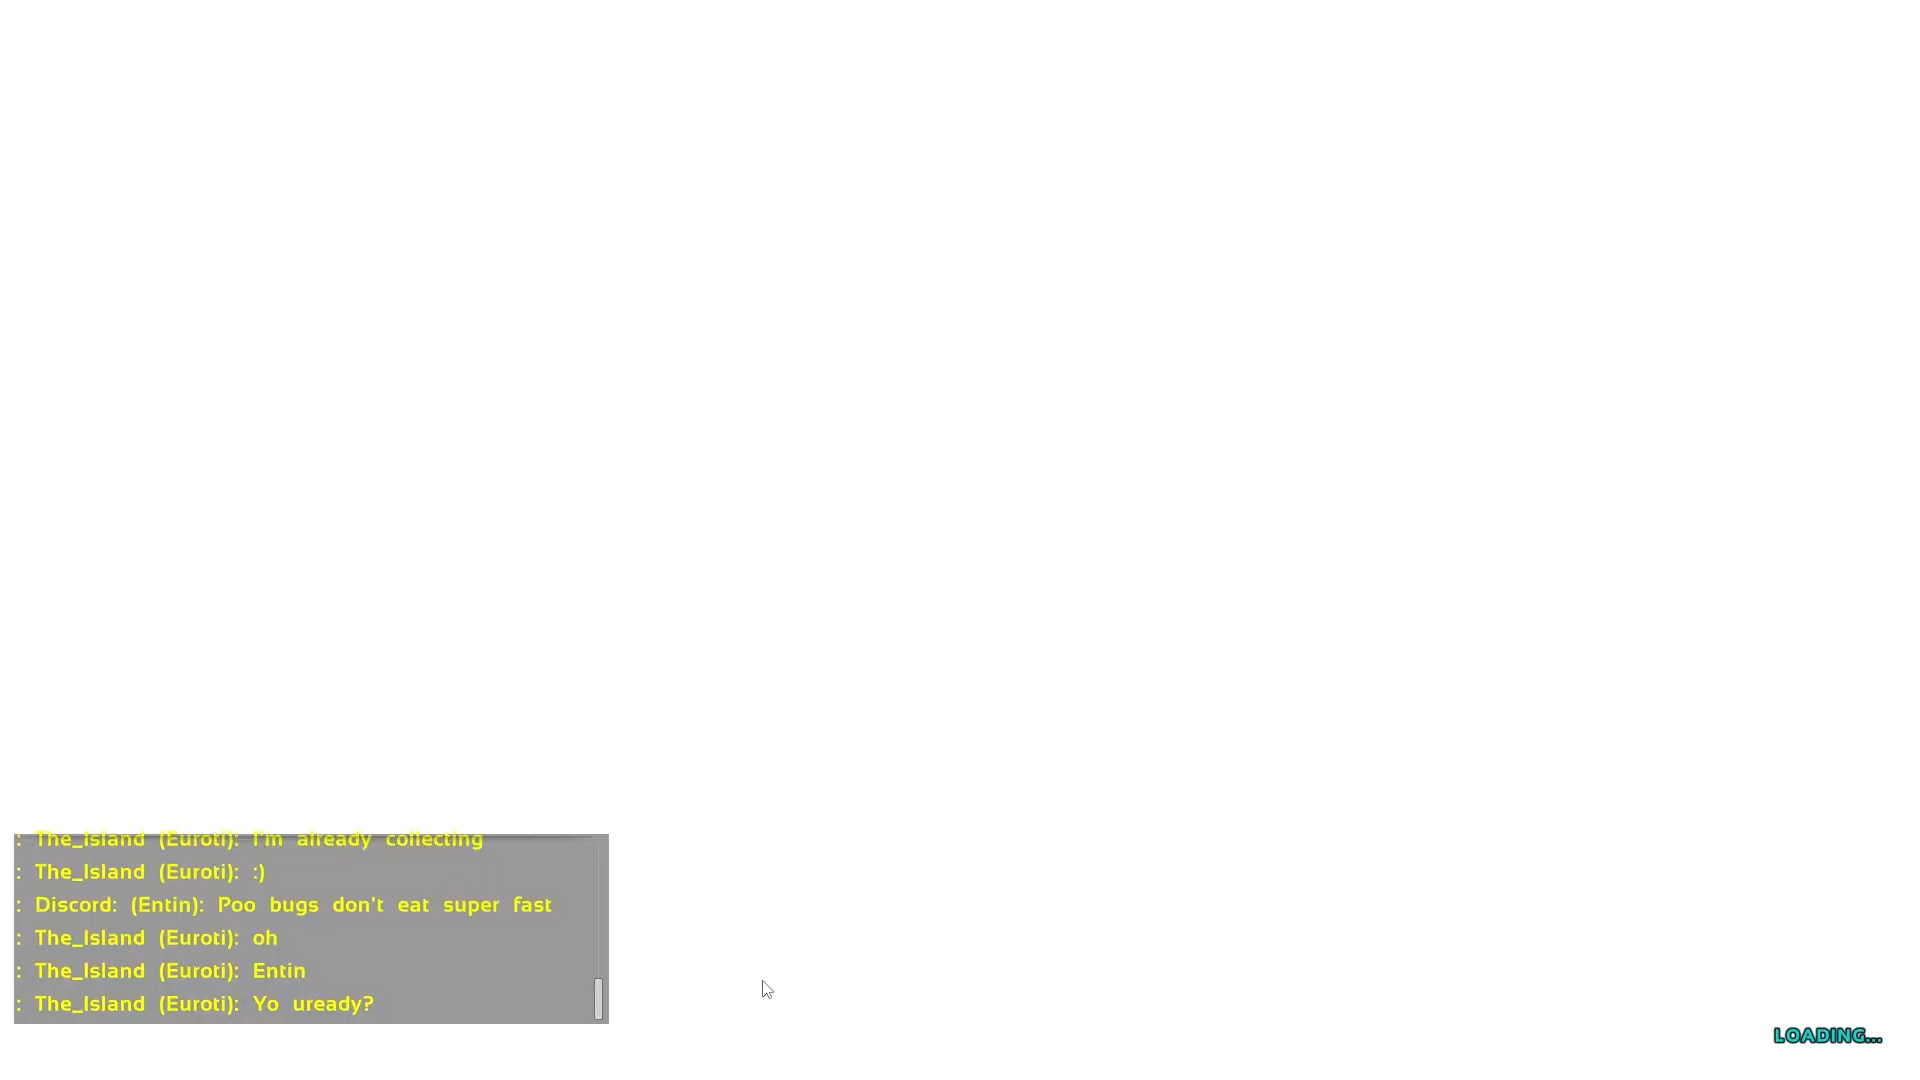 : The_Island (Euroti): I'm already collecting
: The_Island (Euroti): :)
: Discord: (Entin): Poo bugs don't eat super fast
: The_Island (Euroti): oh
: The_Island (Euroti): Entin
: The_Island (Euroti): Yo uready?
LOADING...